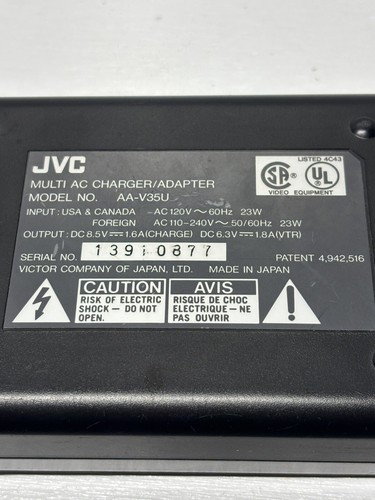 JVC
MULTI AC CHARGER/ADAPTER
MODEL NO. AA-V35U
INPUT: USA & CANADA ~AC 120V～60Hz 23W
FOREIGN AC 110-240V～50/60Hz 23W
OUTPUT: DC 8.5V⎓1.6A(CHARGE) DC 6.3V⎓1.8A(VTR)
SERIAL NO. 13910877
PATENT 4,942,516
VICTOR COMPANY OF JAPAN, LTD. MADE IN JAPAN
LISTED 4C43
SA UL
®
VIDEO EQUIPMENT
CAUTION
RISK OF ELECTRIC
SHOCK — DO NOT
OPEN.
AVIS
RISQUE DE CHOC
ELECTRIQUE — NE
PAS OUVRIR